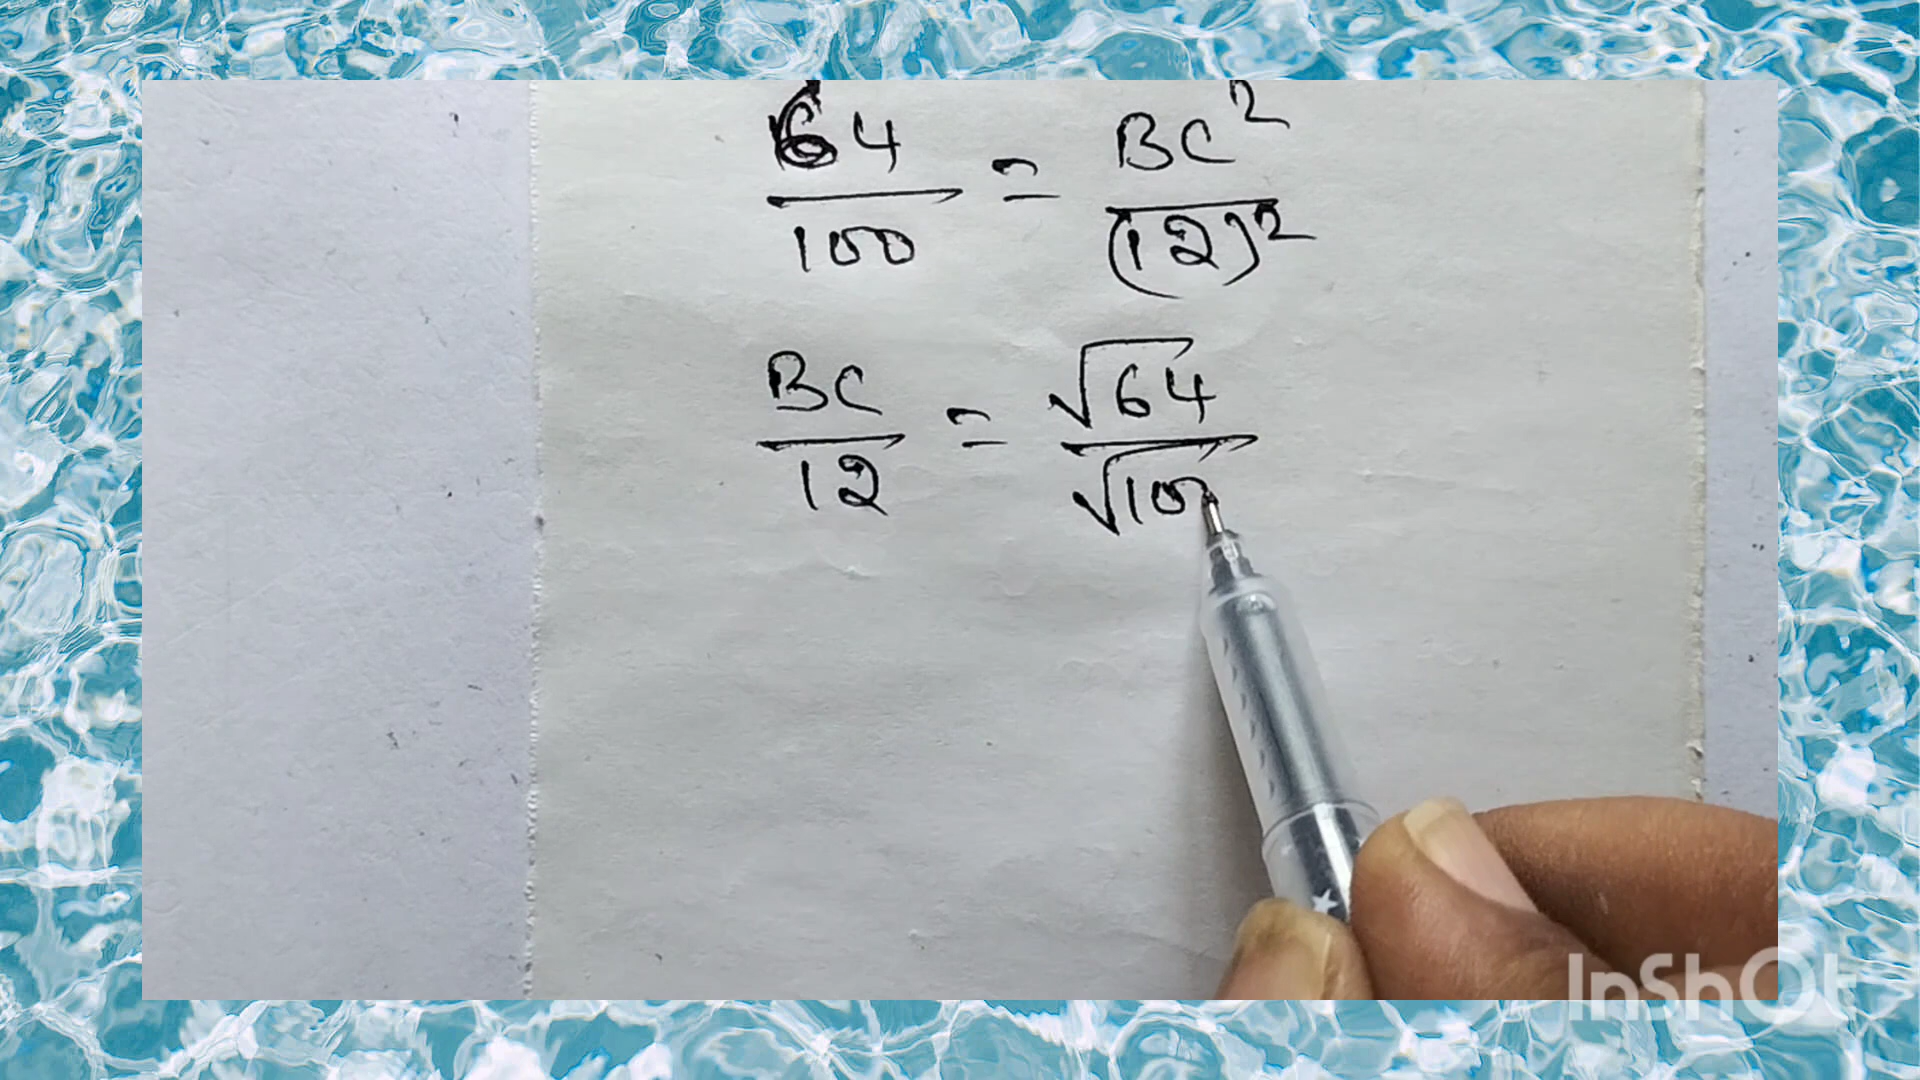 64/100 = BC²/(12)²
BC/12 = √64/√100
InShOt